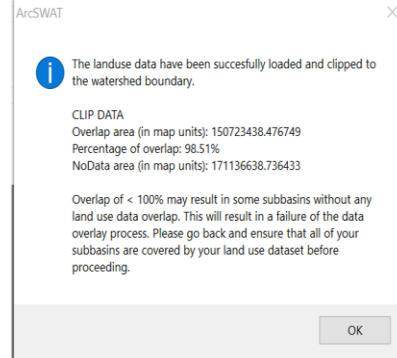 ArcSWAT
The landuse data have been succesfully loaded and clipped to
the watershed boundary.
CLIP DATA
Overlap area (in map units): 150723438.476749
Percentage of overlap: 98.51%
NoData area (in map units): 171136638.736433
Overlap of < 100% may result in some subbasins without any
land use data overlap. This will result in a failure of the data
overlay process. Please go back and ensure that all of your
subbasins are covered by your land use dataset before
proceeding.
OK